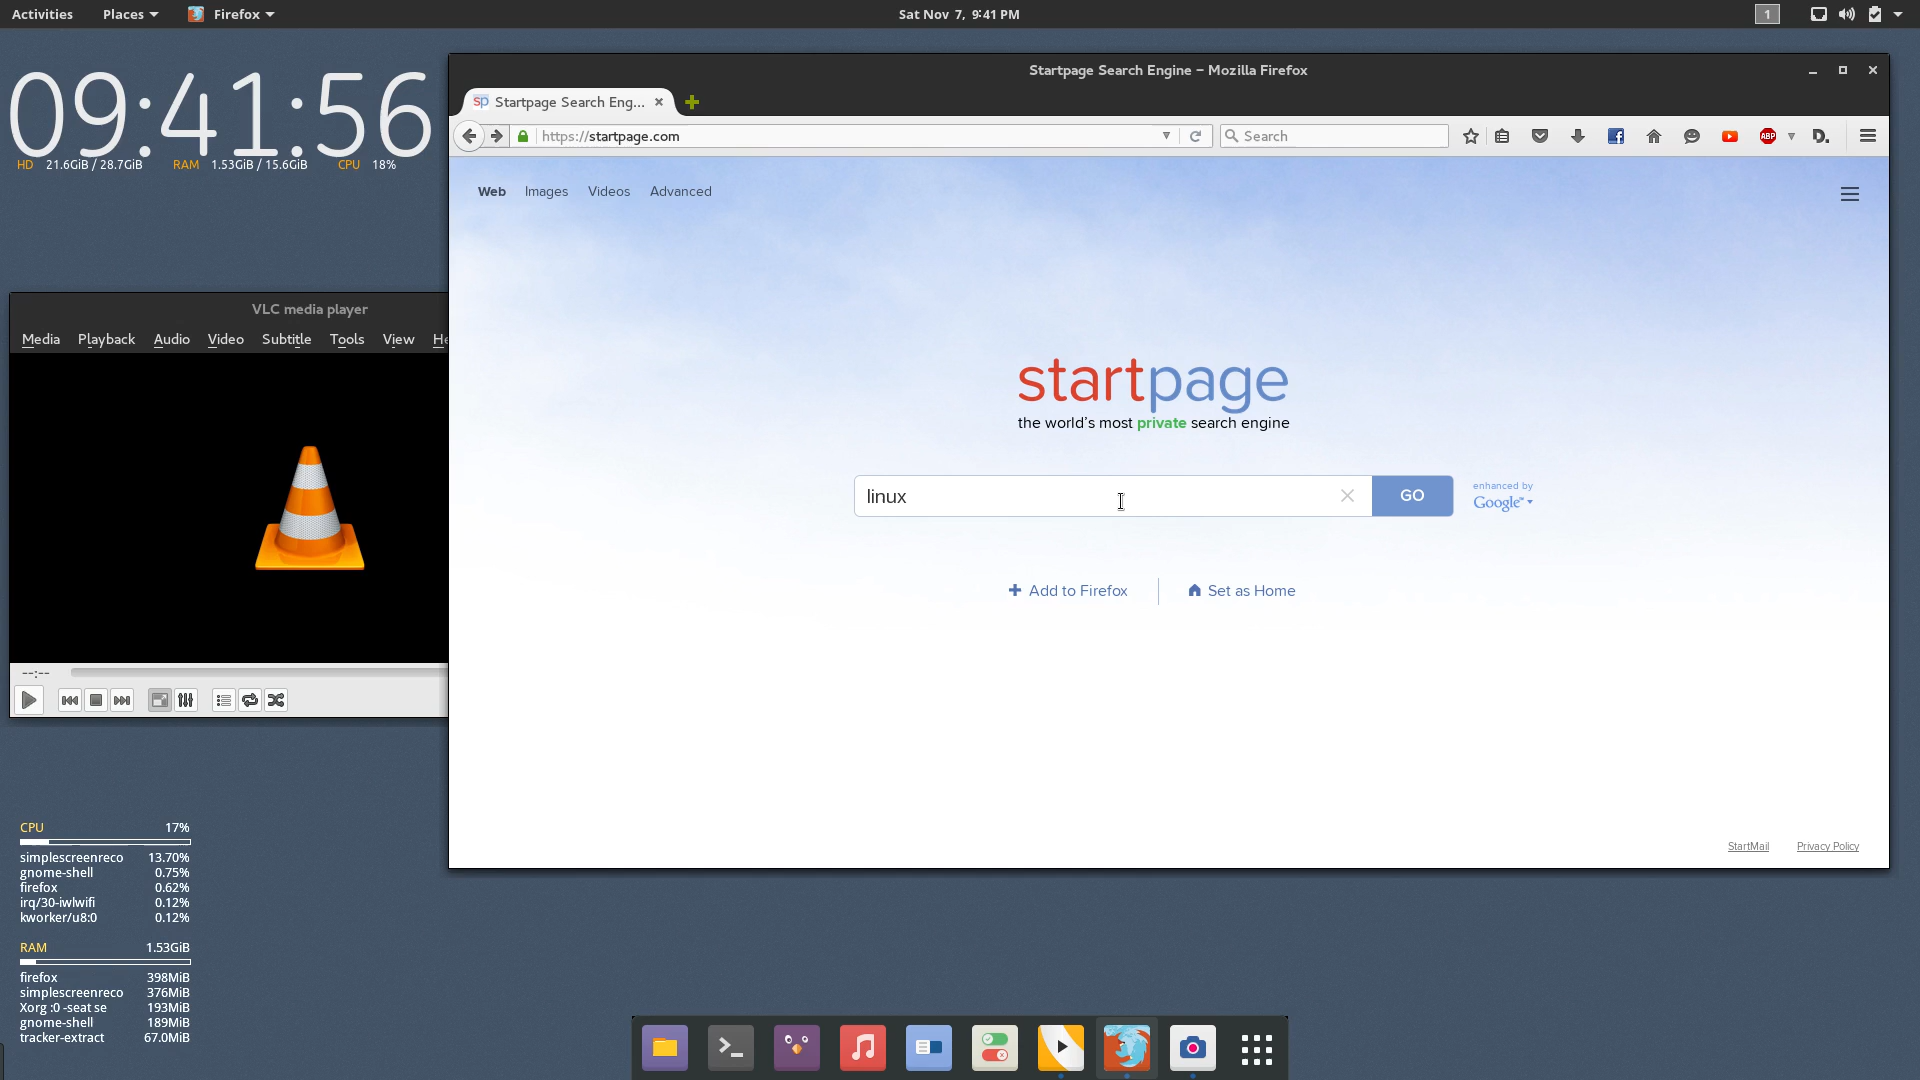 Activities Places Firefox Sat Nov 7, 9:41 PM 1
09:41:56
HD 21.6GiB / 28.7GiB RAM 1.53GiB / 15.6GiB CPU 18%
Startpage Search Engine – Mozilla Firefox
sp Startpage Search Eng...
https://startpage.com Search ABP D.
Web Images Videos Advanced
VLC media player
Media Playback Audio Video Subtitle Tools View He
startpage
the world's most private search engine
linux GO
enhanced by
Google™
Add to Firefox Set as Home
--:--
StartMail Privacy Policy
CPU 17%
simplescreenreco 13.70%
gnome-shell 0.75%
firefox 0.62%
irq/30-iwlwifi 0.12%
kworker/u8:0 0.12%
RAM 1.53GiB
firefox 398MiB
simplescreenreco 376MiB
Xorg :0 -seat se 193MiB
gnome-shell 189MiB
tracker-extract 67.0MiB